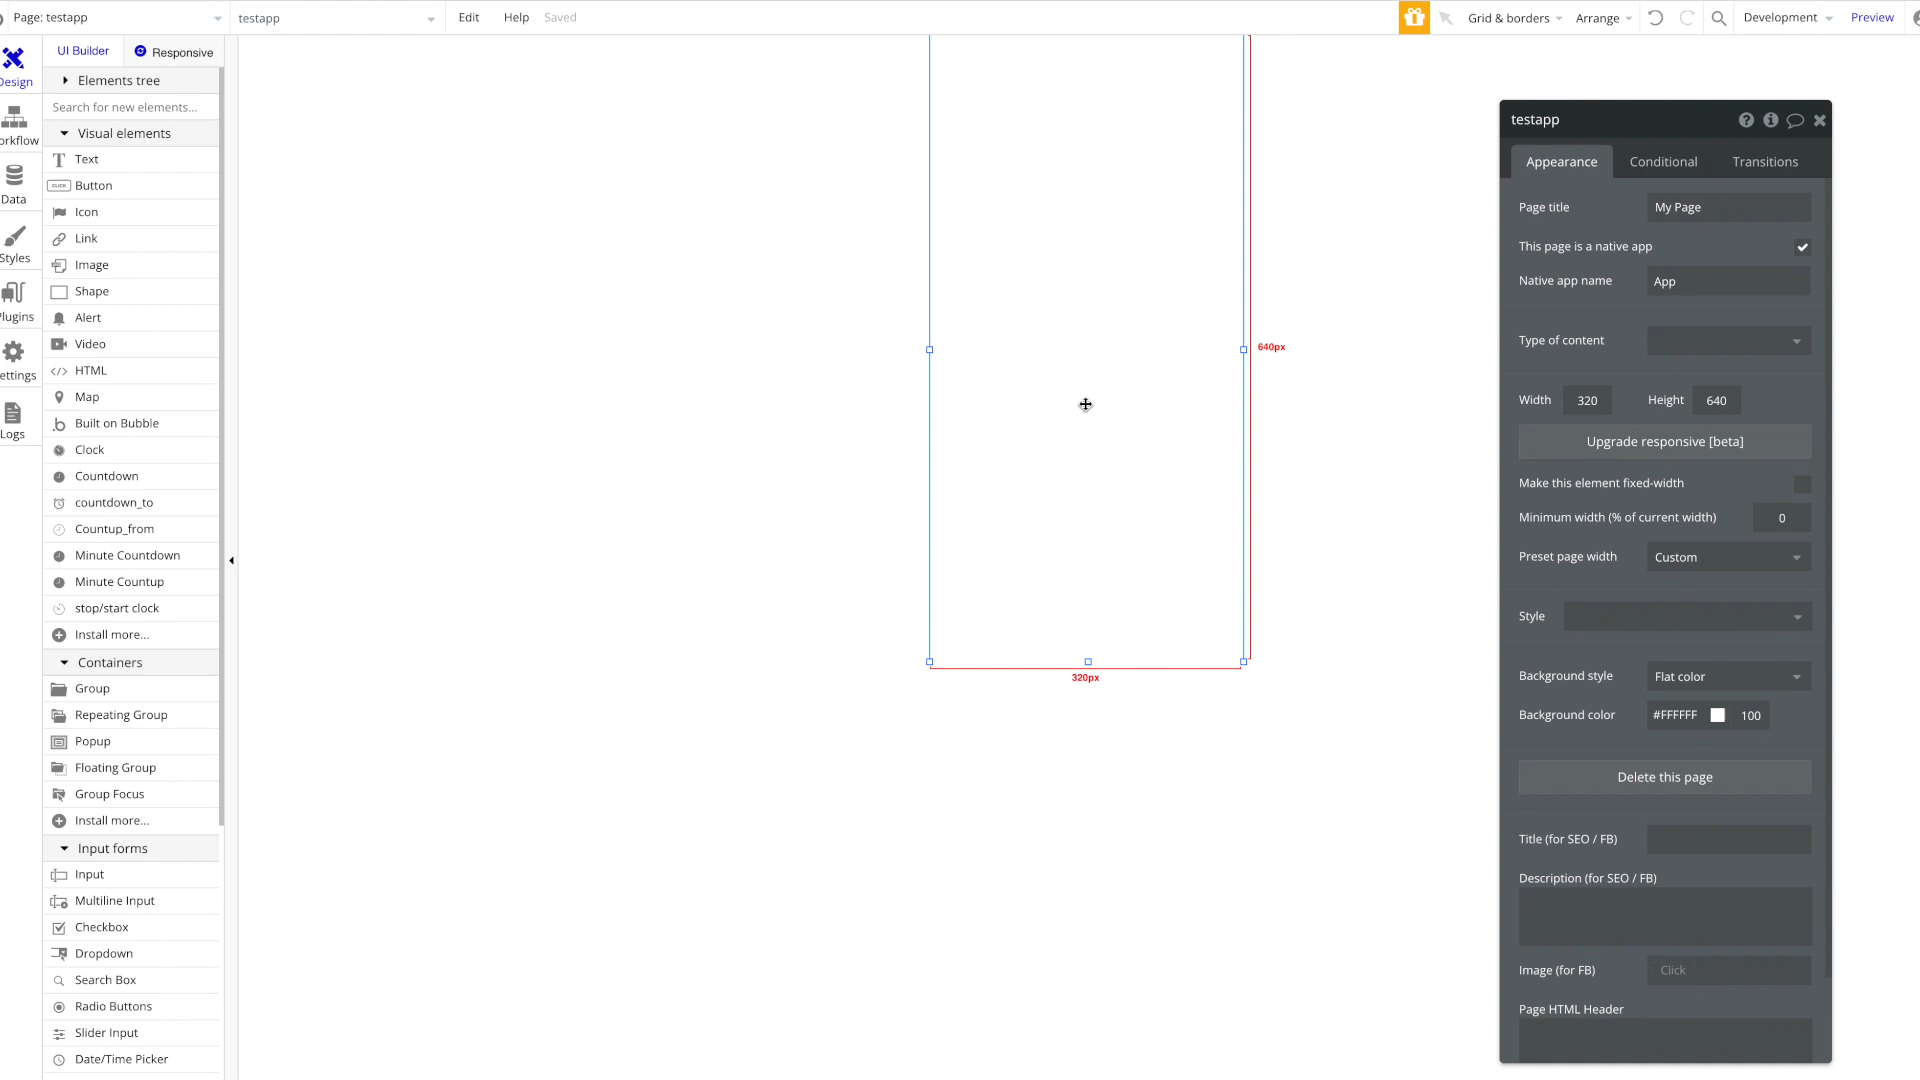 Page: testapp
testapp
Edit
Help
Saved
Grid & borders
Arrange
Development
Preview
Design
orkflow
Data
Styles
lugins
ettings
Logs
UI Builder
Responsive
Elements tree
Search for new elements...
Visual elements
Text
CLICK
Button
Icon
Link
Image
Shape
Alert
Video
HTML
Map
Built on Bubble
Clock
Countdown
countdown_to
Countup_from
Minute Countdown
Minute Countup
stop/start clock
Install more...
Containers
Group
Repeating Group
Popup
Floating Group
Group Focus
Install more...
Input forms
Input
Multiline Input
Checkbox
Dropdown
Search Box
Radio Buttons
Slider Input
Date/Time Picker
640px
320px
testapp
Appearance
Conditional
Transitions
Page title
My Page
This page is a native app
Native app name
App
Type of content
Width
320
Height
640
Upgrade responsive [beta]
Make this element fixed-width
Minimum width (% of current width)
0
Preset page width
Custom
Style
Background style
Flat color
Background color
#FFFFFF
100
Delete this page
Title (for SEO / FB)
Description (for SEO / FB)
Image (for FB)
Click
Page HTML Header